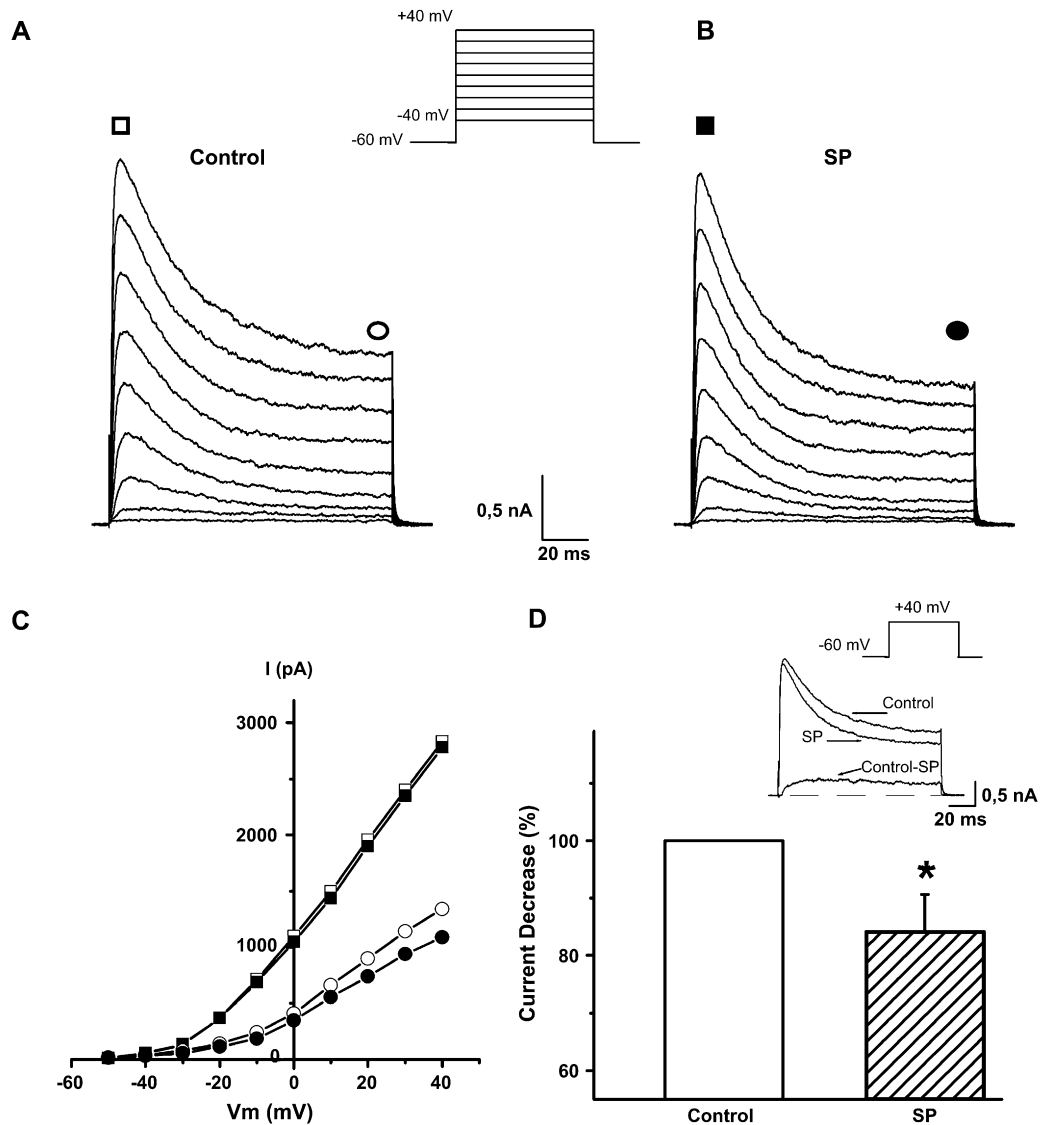 A
B
+40 mV
-40 mV
-60 mV
Control
SP
0,5 nA
20 ms
C
I (pA)
3000
2000
1000
0
-60
-40
-20
0
20
40
Vm (mV)
D
+40 mV
-60 mV
Control
SP
Control-SP
0,5 nA
20 ms
Current Decrease (%)
100
80
60
*
Control
SP